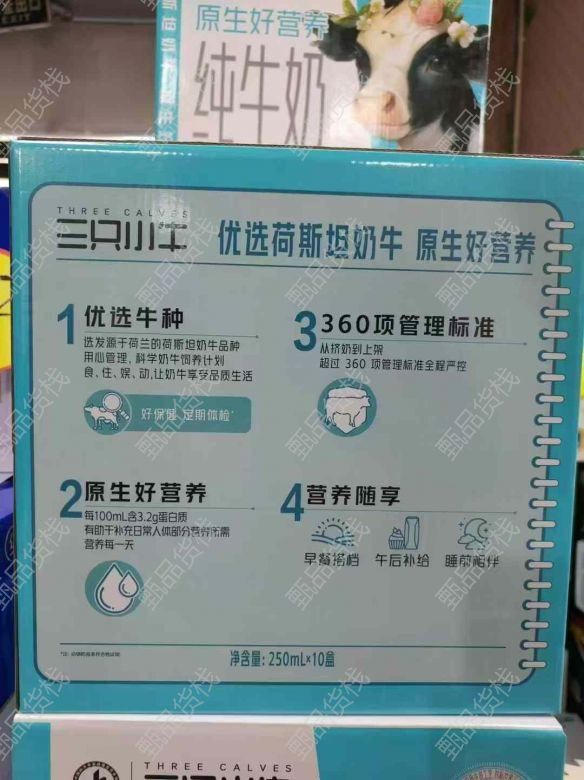 EXIT
原生好营养
纯牛奶
THREE CALVES
三只小牛
优选荷斯坦奶牛 原生好营养
1 优选牛种
选发源于荷兰的荷斯坦奶牛品种
用心管理, 科学奶牛饲养计划
食、住、娱、动,让奶牛享受品质生活
好保健 定期体检*
2 原生好营养
每100mL含3.2g蛋白质
有助于补充日常人体部分营养所需
营养每一天
3 360项管理标准
从挤奶到上架
超过 360 项管理标准全程严控
4 营养随享
早餐搭档 午后补给 睡前陪伴
净含量: 250mL×10盒
THREE CALVES
甄品货栈